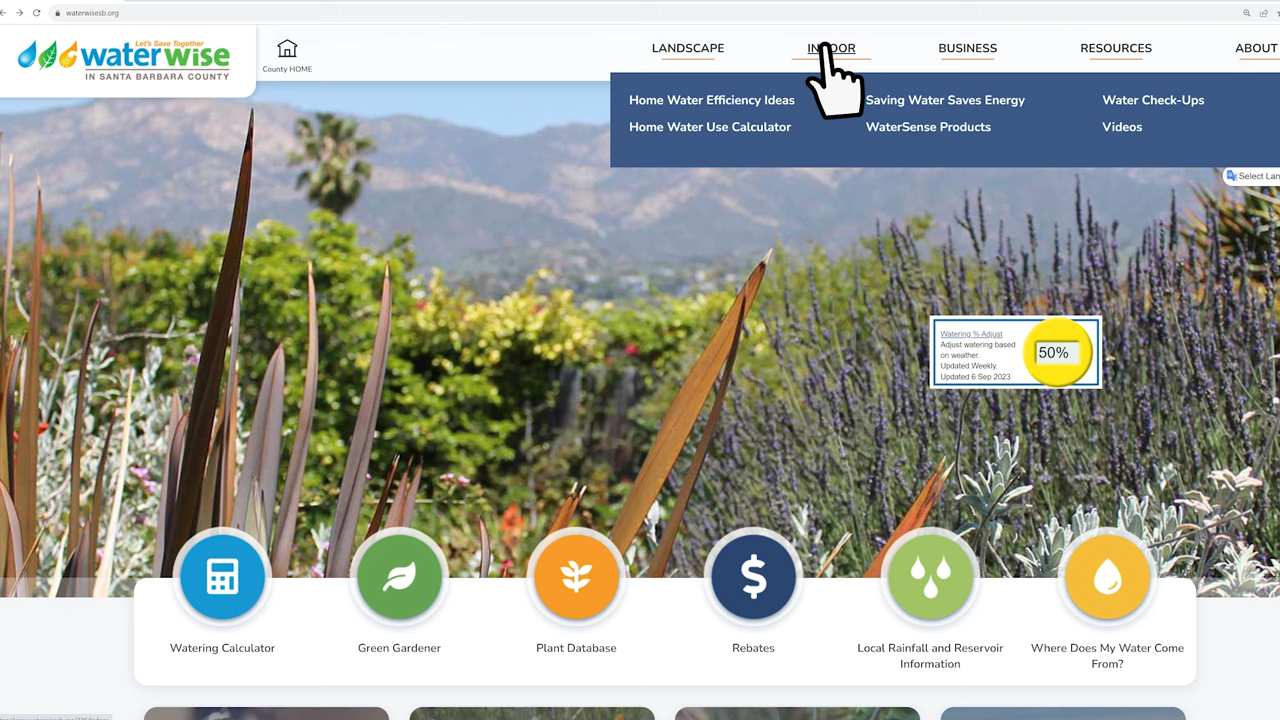 waterwisesb.org
Let's Save Together
waterwise
IN SANTA BARBARA COUNTY
County HOME
LANDSCAPE
INDOOR
BUSINESS
RESOURCES
ABOUT
Home Water Efficiency Ideas
Saving Water Saves Energy
Water Check-Ups
Home Water Use Calculator
WaterSense Products
Videos
Select Lan
Watering % Adjust
Adjust watering based
on weather.
Updated Weekly.
Updated 6 Sep 2023
50%
Watering Calculator
Green Gardener
Plant Database
Rebates
Local Rainfall and Reservoir
Information
Where Does My Water Come
From?